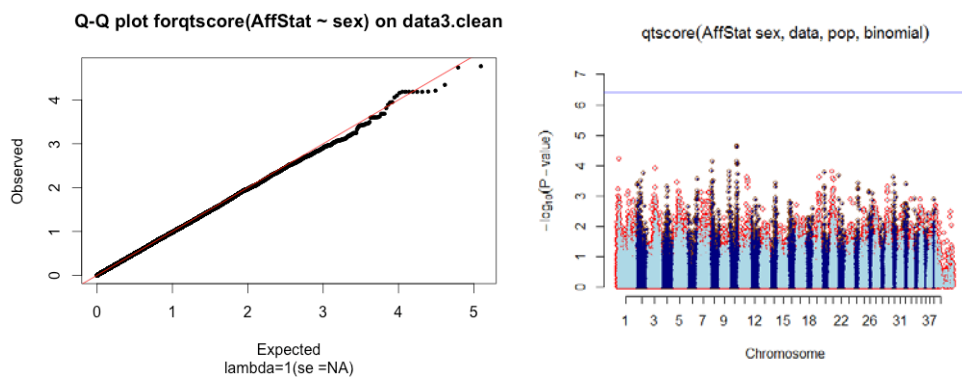 Q-Q plot forqtscore(AffStat ~ sex) on data3.clean
Observed
4
3
2
1
0
0 1 2 3 4 5
Expected
lambda=1(se =NA)
qtscore(AffStat sex, data, pop, binomial)
-log10(P-value)
7
6
5
4
3
2
1
0
1 3 5 7 9 12 15 18 22 26 31 37
Chromosome